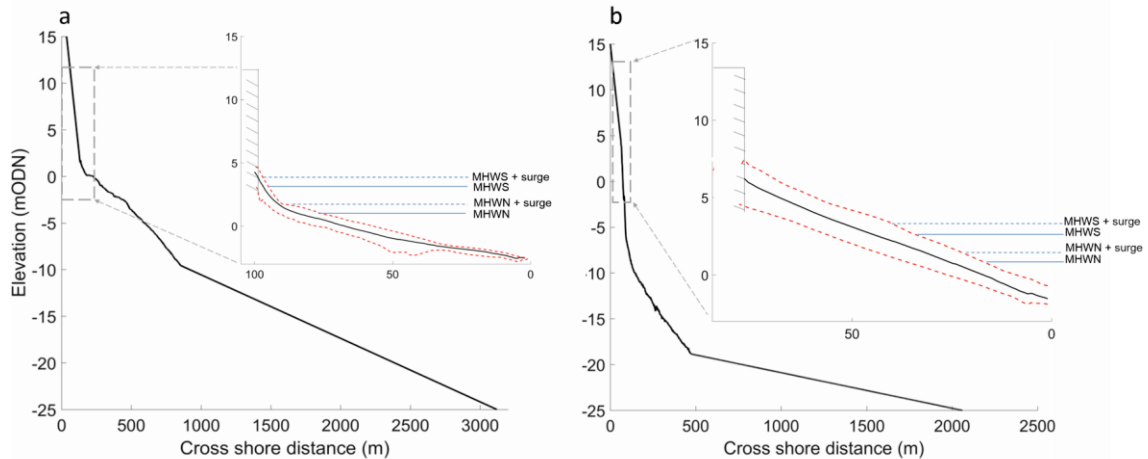 a
15
10
5
0
-5
-10
-15
-20
-25
Elevation (mODN)
0 500 1000 1500 2000 2500 3000
Cross shore distance (m)
15
10
5
0
100 50 0
MHWS + surge
MHWS
MHWN + surge
MHWN
b
15
10
5
0
-5
-10
-15
-20
-25
0 500 1000 1500 2000 2500
Cross shore distance (m)
15
10
5
0
50 0
MHWS + surge
MHWS
MHWN + surge
MHWN